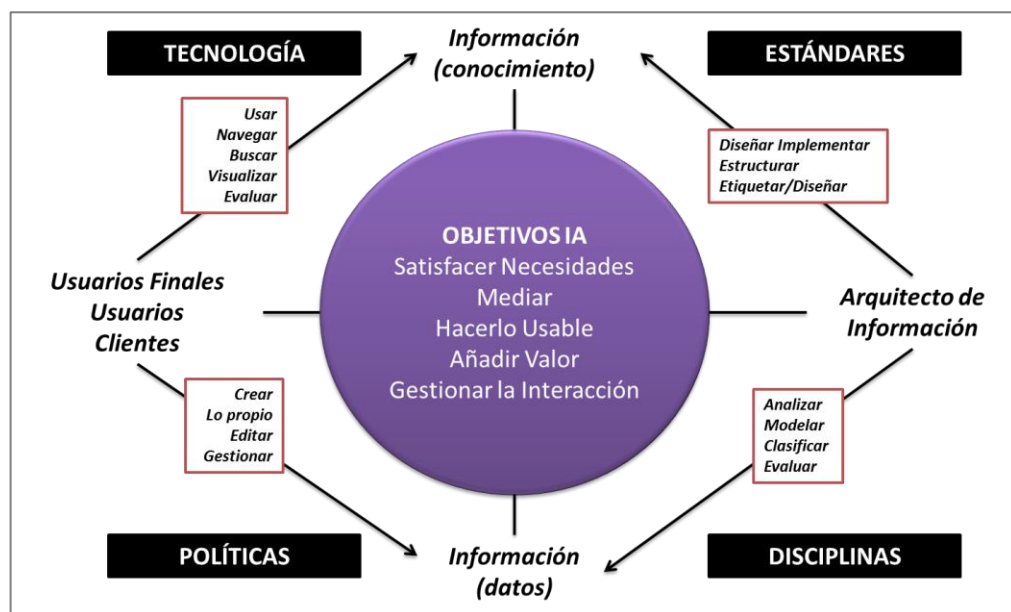 TECNOLOGÍA
Información
(conocimiento)
ESTÁNDARES
Usar
Navegar
Buscar
Visualizar
Evaluar
Diseñar Implementar
Estructurar
Etiquetar/Diseñar
OBJETIVOS IA
Satisfacer Necesidades
Mediar
Hacerlo Usable
Añadir Valor
Gestionar la Interacción
Usuarios Finales
Usuarios
Clientes
Arquitecto de
Información
Crear
Lo propio
Editar
Gestionar
Analizar
Modelar
Clasificar
Evaluar
POLÍTICAS
Información
(datos)
DISCIPLINAS